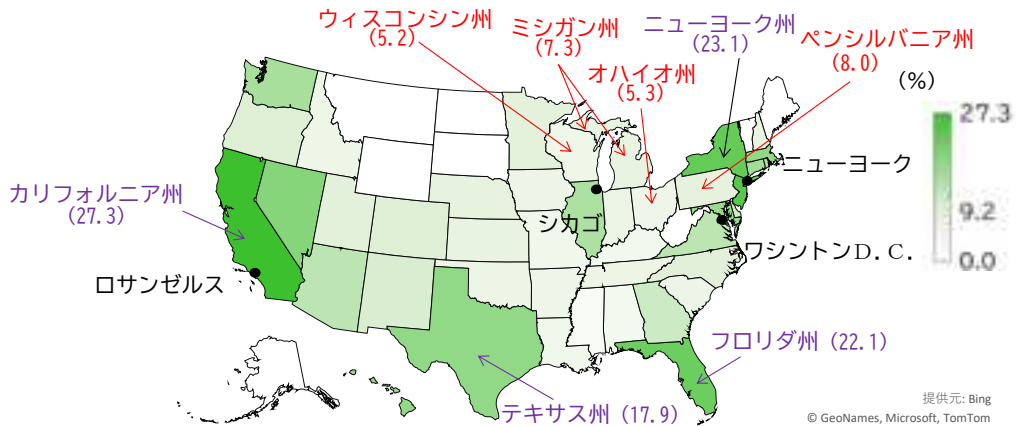 ウィスコンシン州
(5.2)
ミシガン州
(7.3)
ニューヨーク州
(23.1)
ペンシルバニア州
(8.0)
オハイオ州
(5.3)
(%)
27.3
9.2
0.0
ニューヨーク
カリフォルニア州
(27.3)
シカゴ
ワシントンD.C.
ロサンゼルス
フロリダ州 (22.1)
テキサス州 (17.9)
提供元: Bing
© GeoNames, Microsoft, TomTom